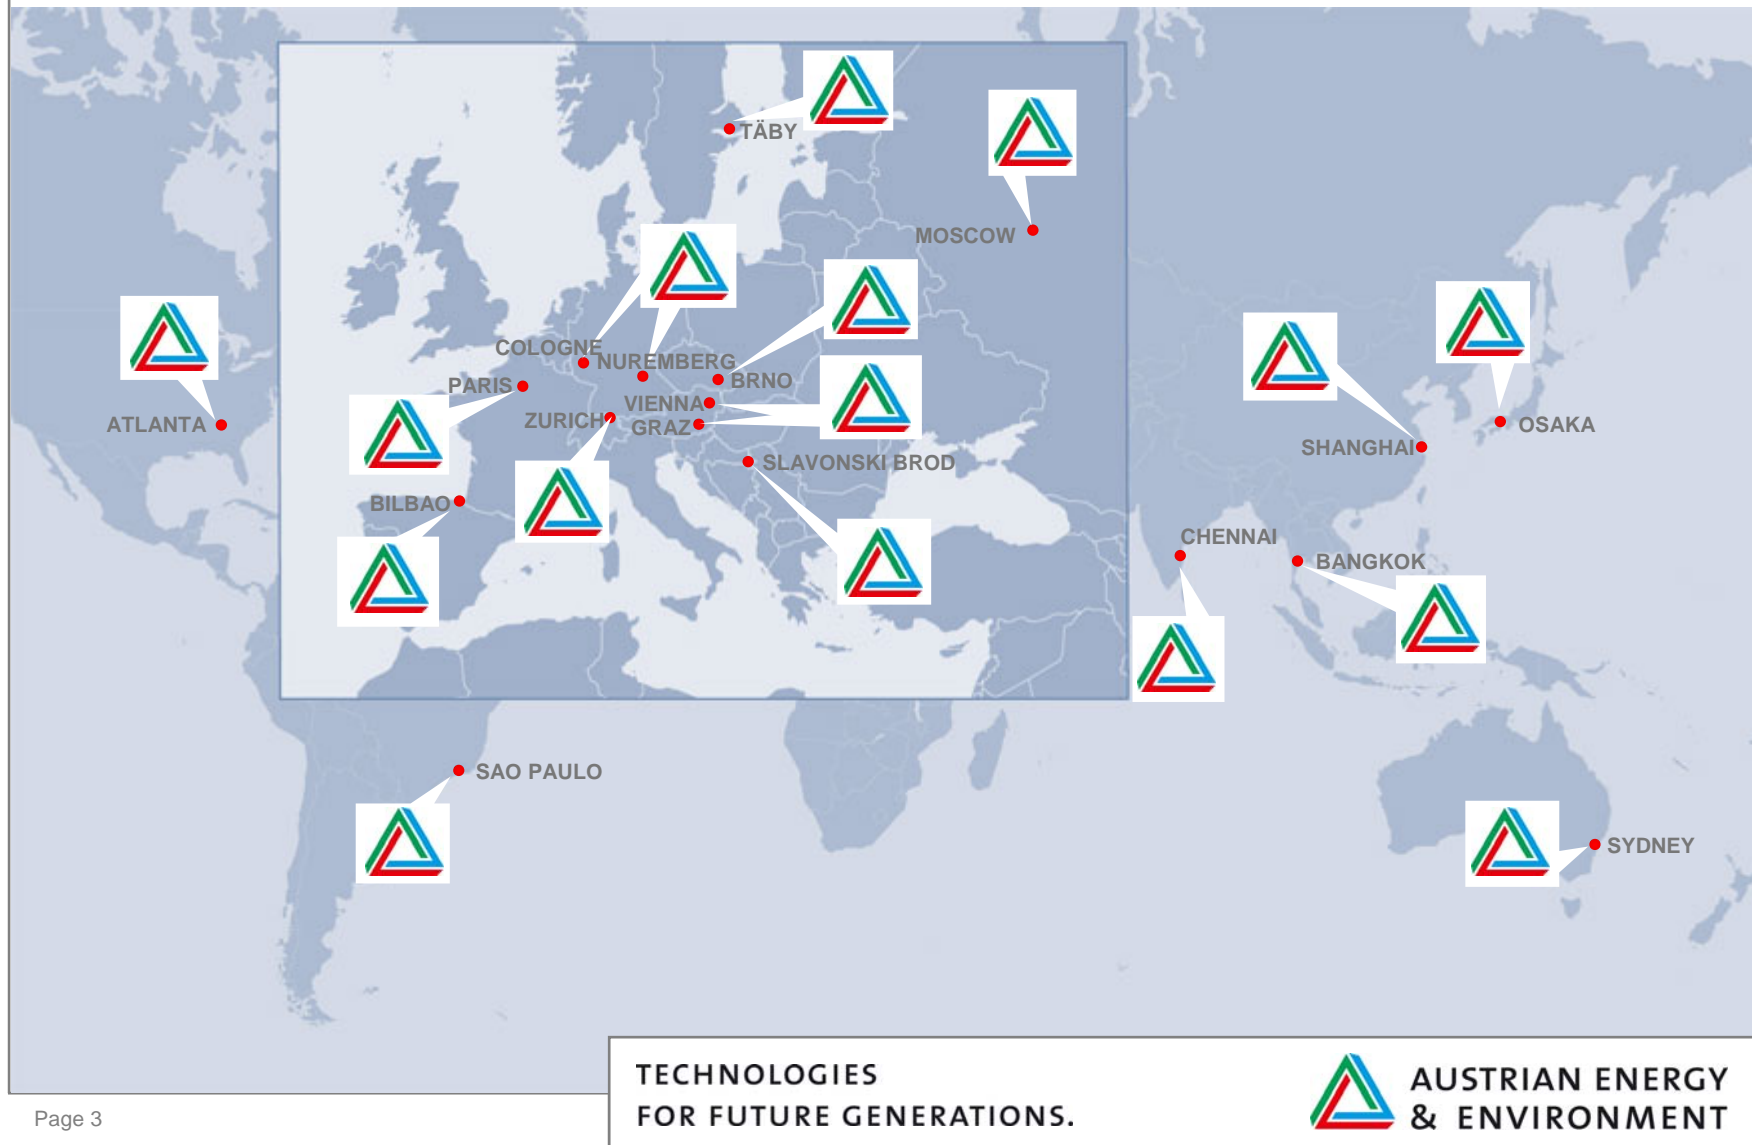 TÄBY
MOSCOW
COLOGNE
NUREMBERG
PARIS
BRNO
VIENNA
ATLANTA
ZURICH
GRAZ
OSAKA
SHANGHAI
SLAVONSKI BROD
BILBAO
CHENNAI
BANGKOK
SAO PAULO
SYDNEY
TECHNOLOGIES
FOR FUTURE GENERATIONS.
AUSTRIAN ENERGY
& ENVIRONMENT
Page 3